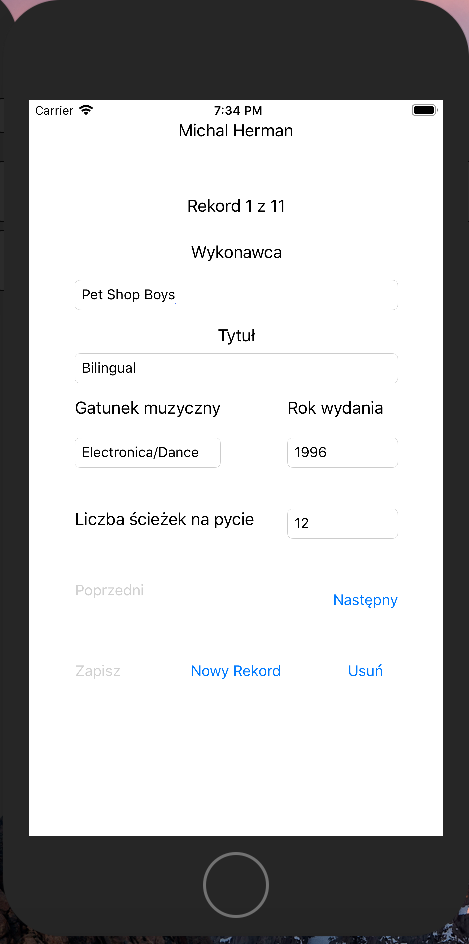 Carrier 7:34 PM
Michal Herman
Rekord 1 z 11
Wykonawca
Pet Shop Boys
Tytuł
Bilingual
Gatunek muzyczny Rok wydania
Electronica/Dance 1996
Liczba ścieżek na pycie 12
Poprzedni Następny
Zapisz Nowy Rekord Usuń